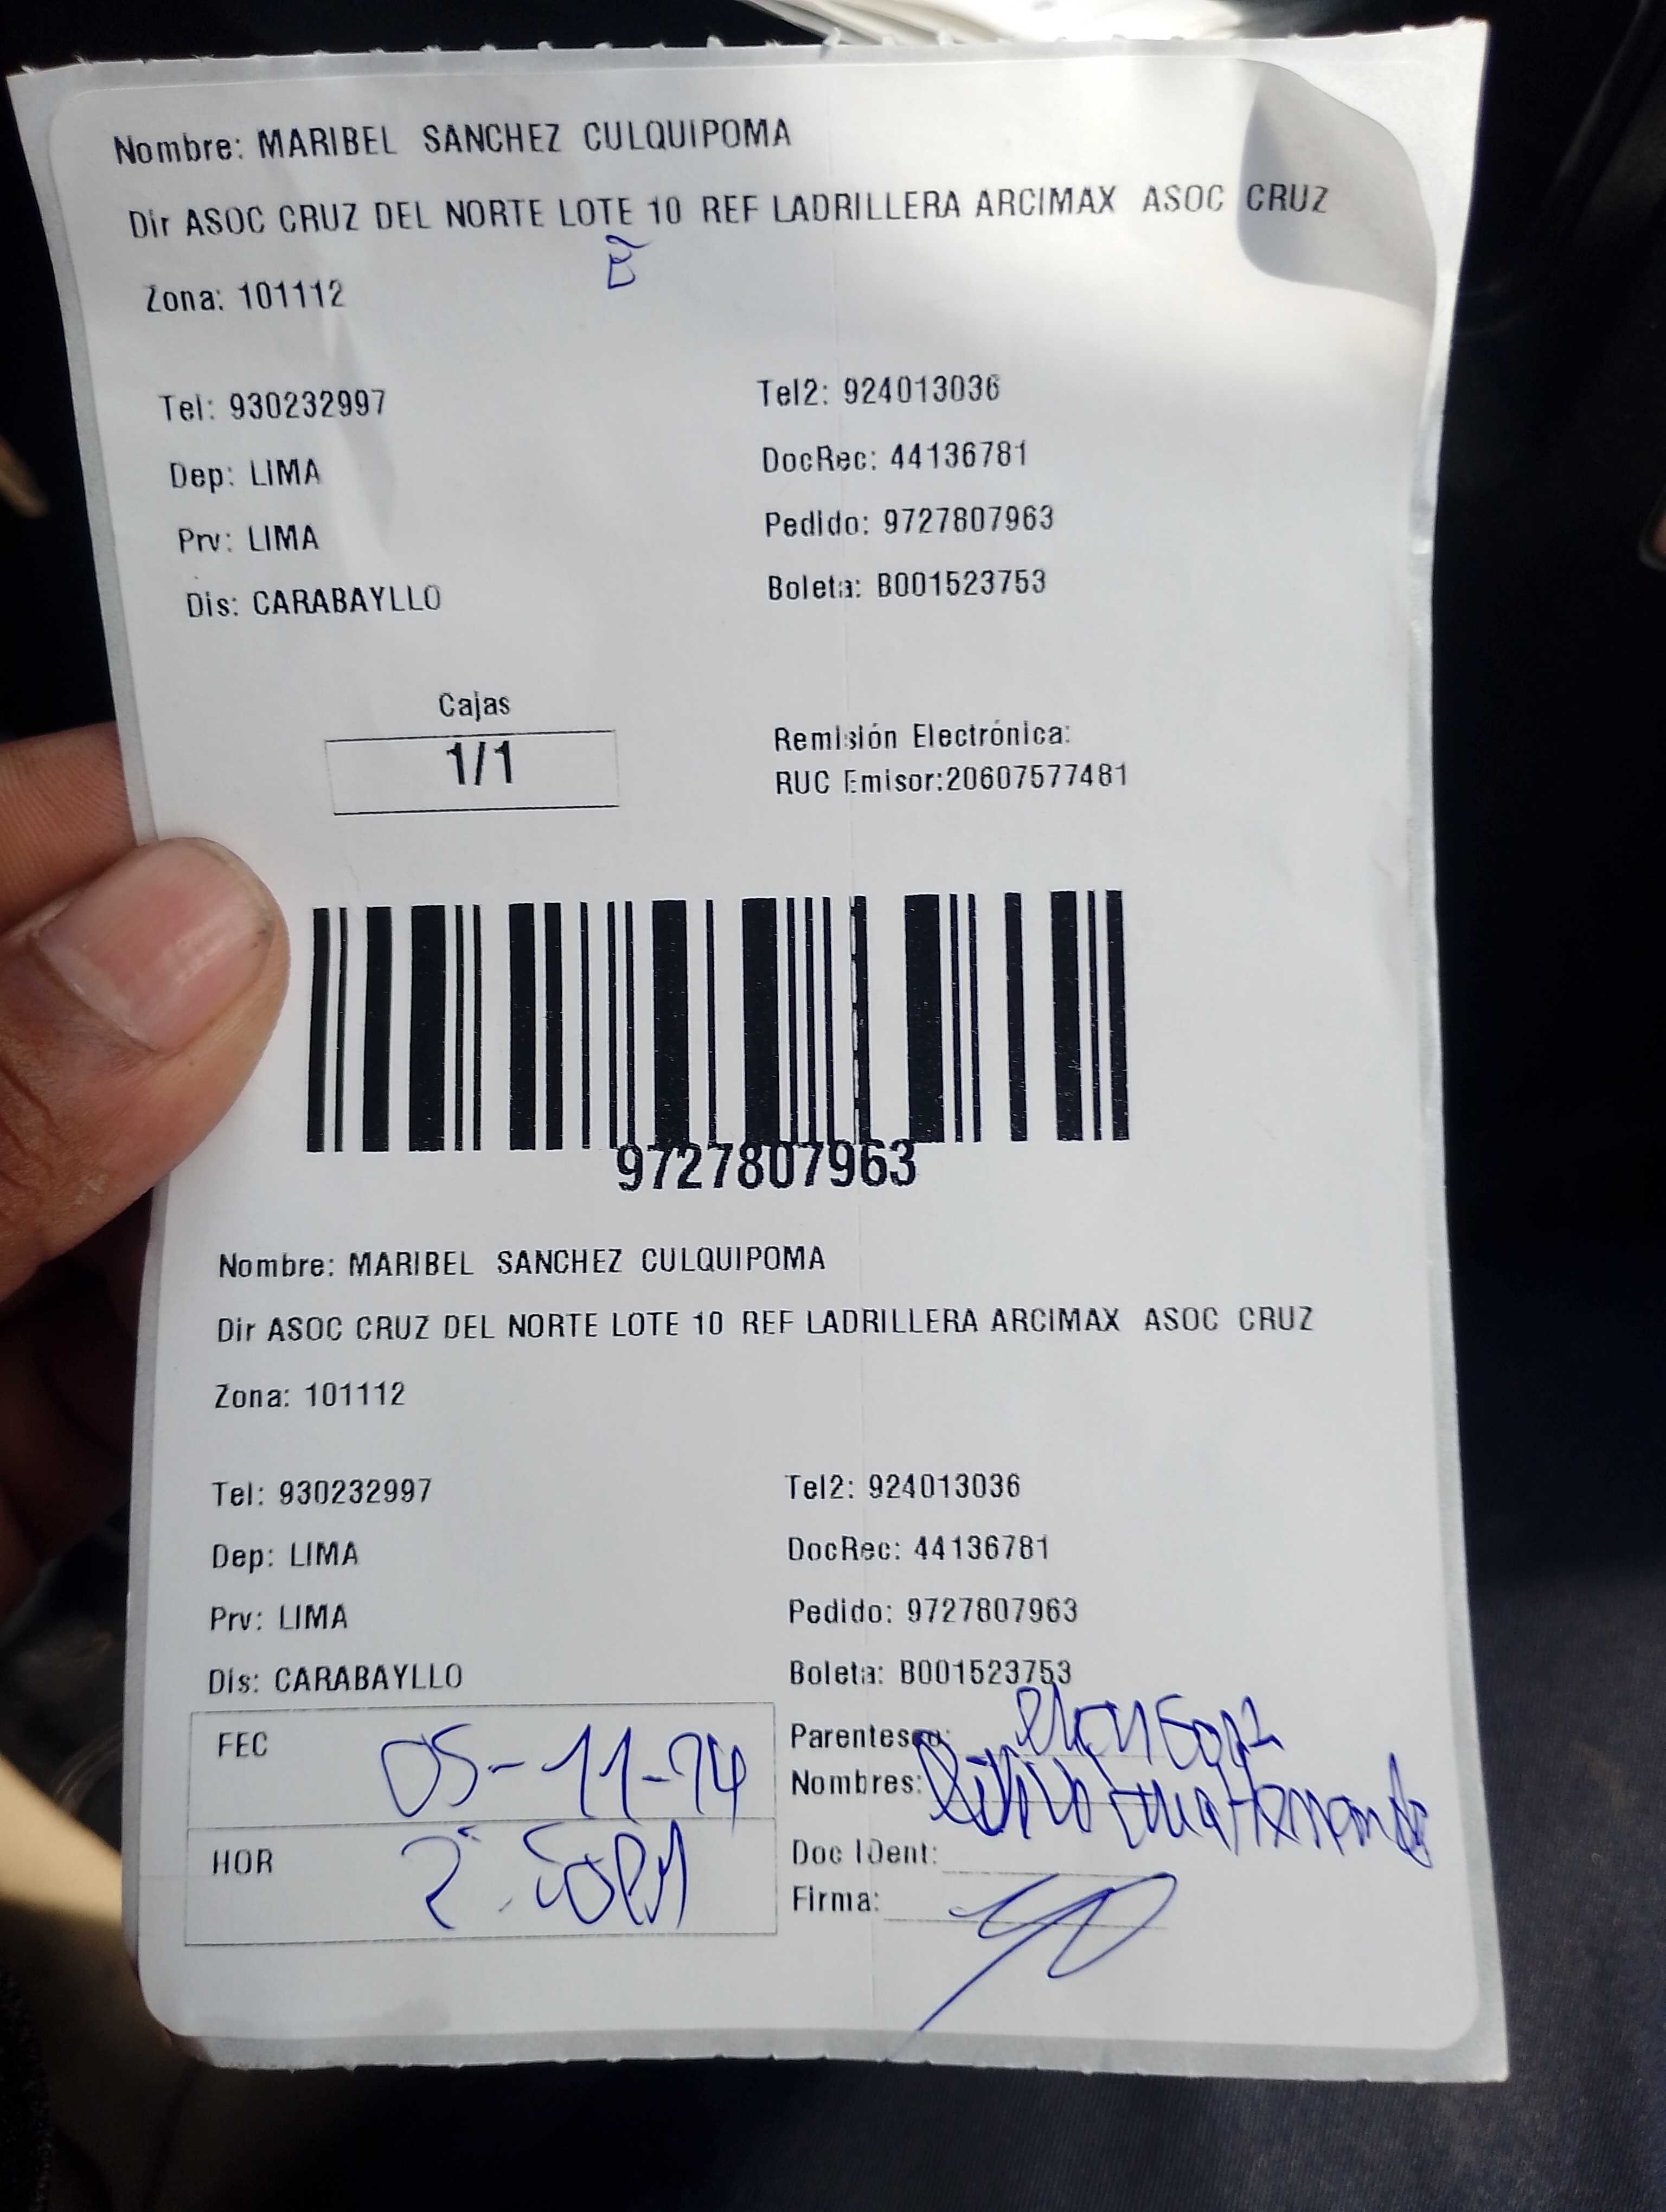 Nombre: MARIBEL SANCHEZ CULQUIPOMA
Dir ASOC CRUZ DEL NORTE LOTE 10 REF LADRILLERA ARCIMAX ASOC CRUZ
Zona: 101112
Tel: 930232997 Tel2: 924013036
Dep: LIMA DocRec: 44136781
Prv: LIMA Pedido: 9727807963
Dis: CARABAYLLO Boleta: B001523753
Cajas
1/1
Remisión Electrónica:
RUC Emisor:20607577481
9727807963
Nombre: MARIBEL SANCHEZ CULQUIPOMA
Dir ASOC CRUZ DEL NORTE LOTE 10 REF LADRILLERA ARCIMAX ASOC CRUZ
Zona: 101112
Tel: 930232997 Tel2: 924013036
Dep: LIMA DocRec: 44136781
Prv: LIMA Pedido: 9727807963
Dis: CARABAYLLO Boleta: B001523753
FEC 05-11-24
Parentesco:
Nombres:
HOR
Doc IDent:
Firma: